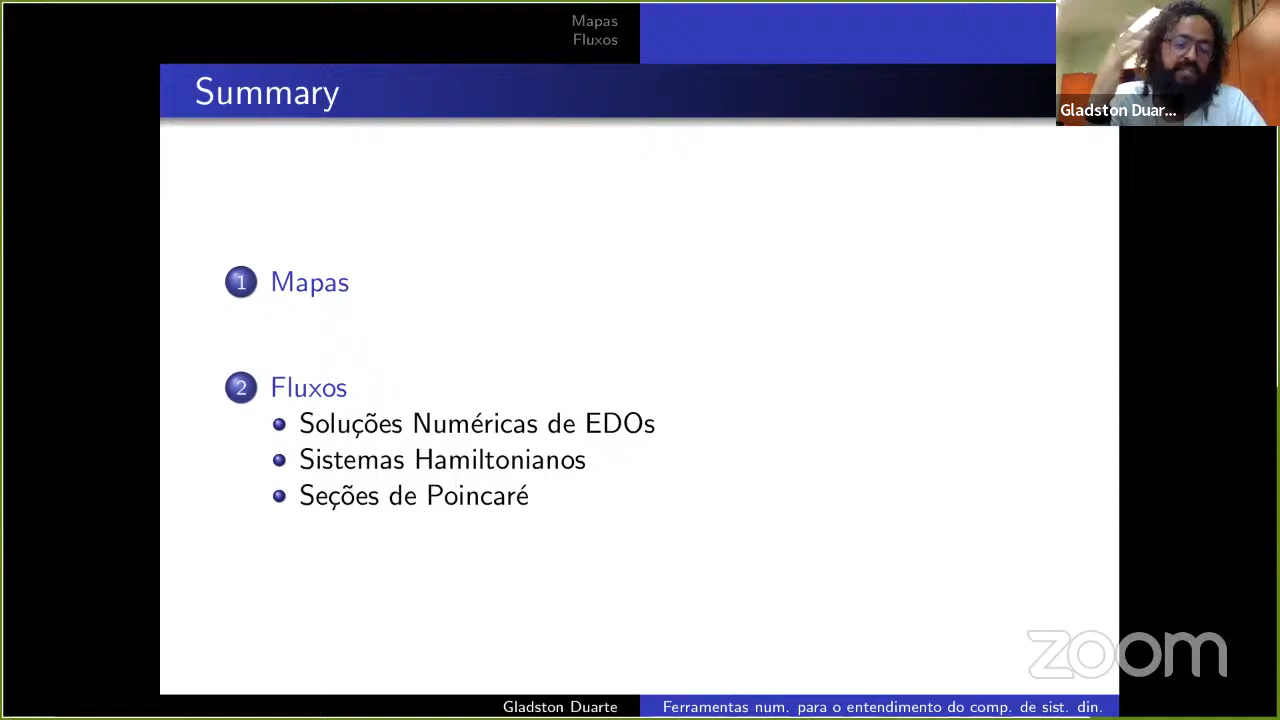 Mapas
Fluxos
Summary
Gladston Duar...
1 Mapas
2 Fluxos
Soluções Numéricas de EDOs
Sistemas Hamiltonianos
Seções de Poincaré
zoom
Gladston Duarte
Ferramentas num. para o entendimento do comp. de sist. din.